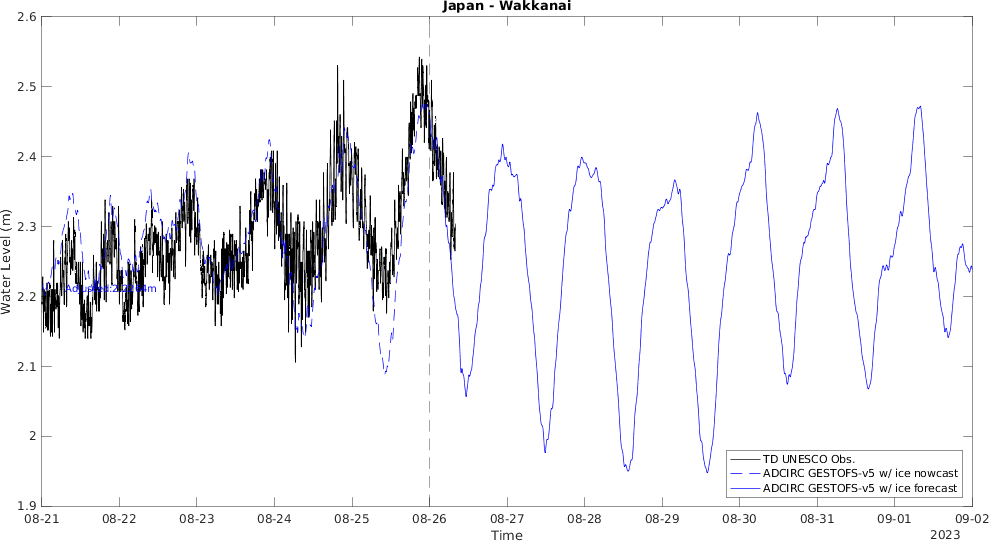 Japan - Wakkanai
Water Level (m)
2.6
2.5
2.4
2.3
2.2
2.1
2
1.9
TD UNESCO Obs.
ADCIRC GESTOFS-v5 w/ ice nowcast
ADCIRC GESTOFS-v5 w/ ice forecast
08-21 08-22 08-23 08-24 08-25 08-26 08-27 08-28 08-29 08-30 08-31 09-01 09-02
Time
2023